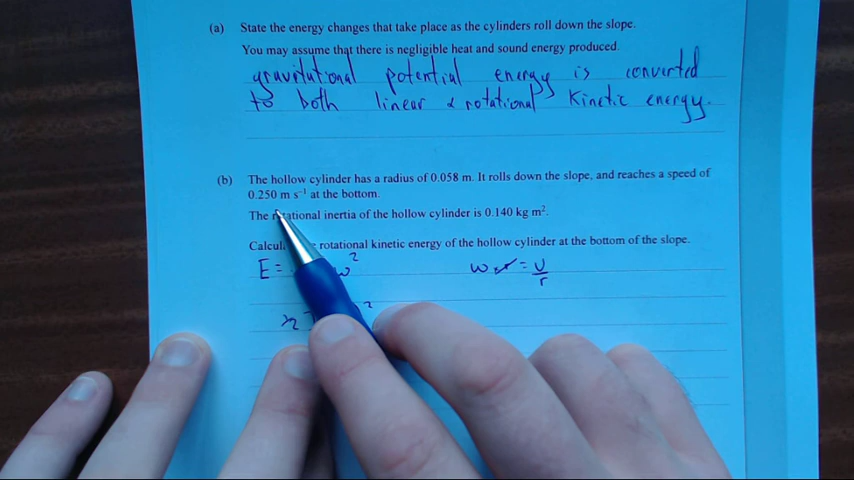 (a) State the energy changes that take place as the cylinders roll down the slope.
You may assume that there is negligible heat and sound energy produced.
gravitational potential energy is converted
to both linear & rotational kinetic energy.
(b) The hollow cylinder has a radius of 0.058 m. It rolls down the slope, and reaches a speed of
0.250 m s⁻¹ at the bottom.
The rotational inertia of the hollow cylinder is 0.140 kg m².
rotational kinetic energy of the hollow cylinder at the bottom of the slope.
E = ω² ω = v/r
½ I ²